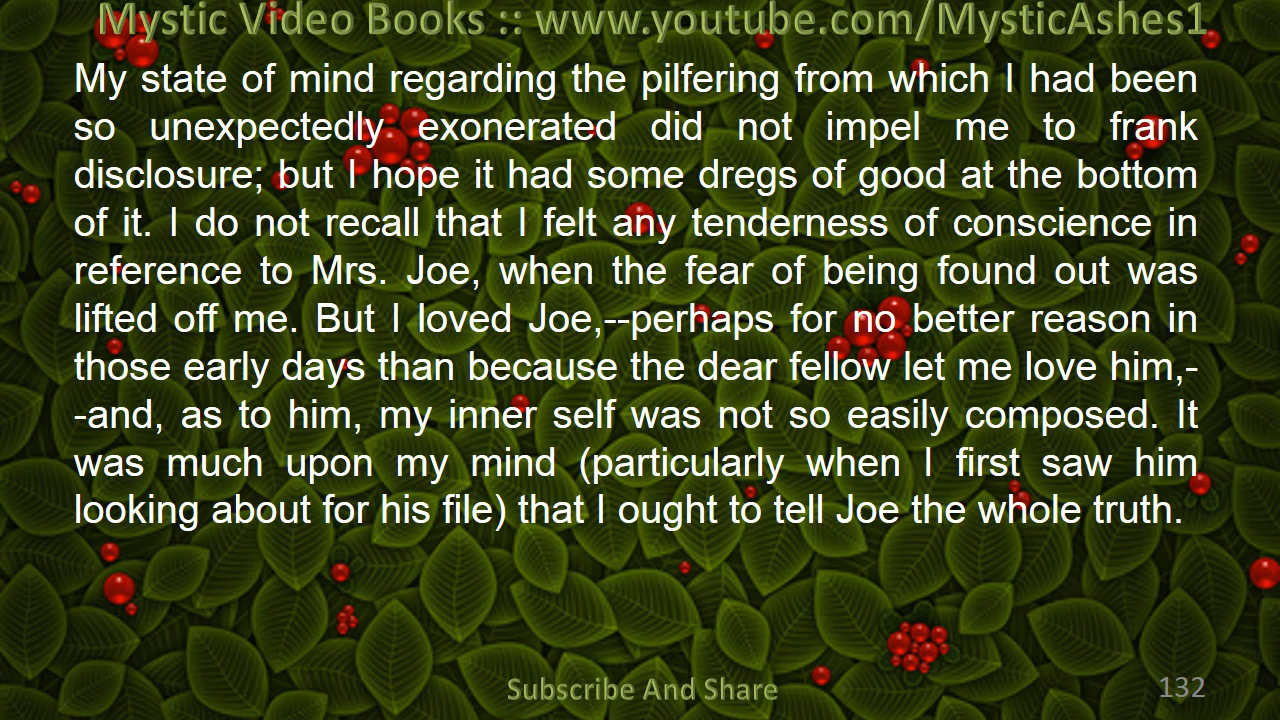 Mystic Video Books :: www.youtube.com/MysticAshes1
My state of mind regarding the pilfering from which I had been
so unexpectedly exonerated did not impel me to frank
disclosure; but I hope it had some dregs of good at the bottom
of it. I do not recall that I felt any tenderness of conscience in
reference to Mrs. Joe, when the fear of being found out was
lifted off me. But I loved Joe,--perhaps for no better reason in
those early days than because the dear fellow let me love him,-
-and, as to him, my inner self was not so easily composed. It
was much upon my mind (particularly when I first saw him
looking about for his file) that I ought to tell Joe the whole truth.
Subscribe And Share
132